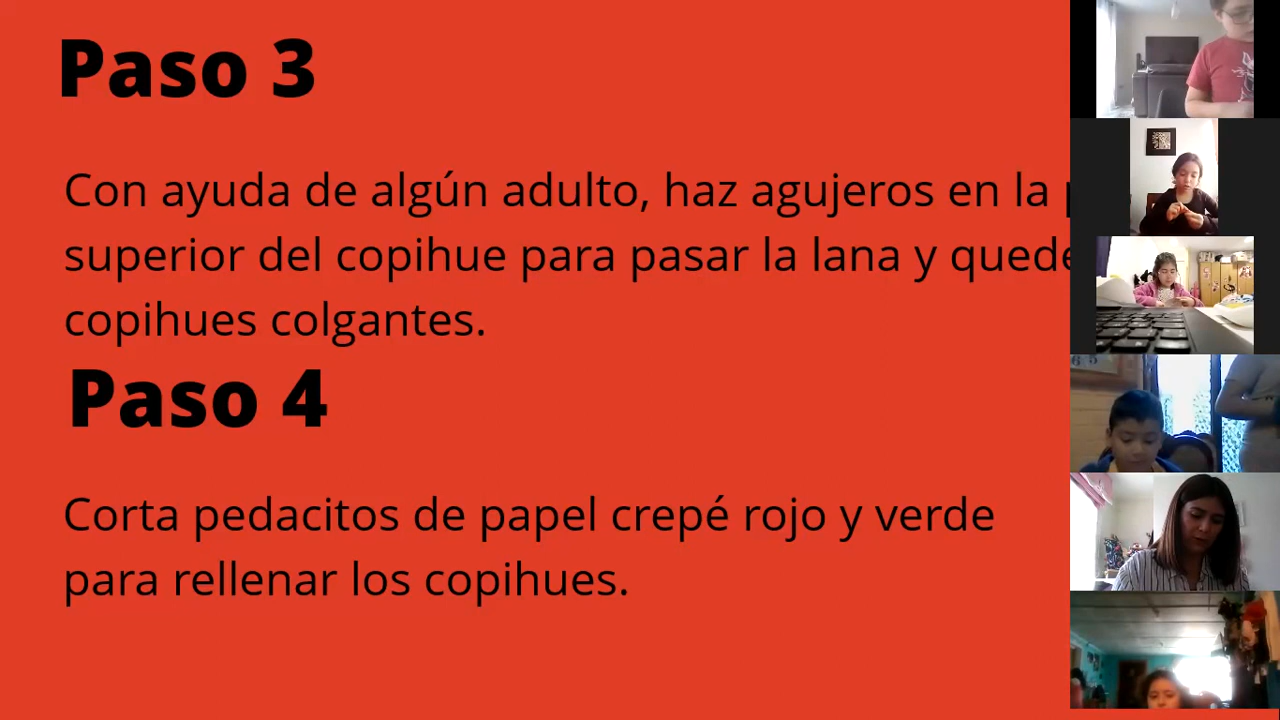 Paso 3
Con ayuda de algún adulto, haz agujeros en la
superior del copihue para pasar la lana y quede
copihues colgantes.
Paso 4
Corta pedacitos de papel crepé rojo y verde
para rellenar los copihues.